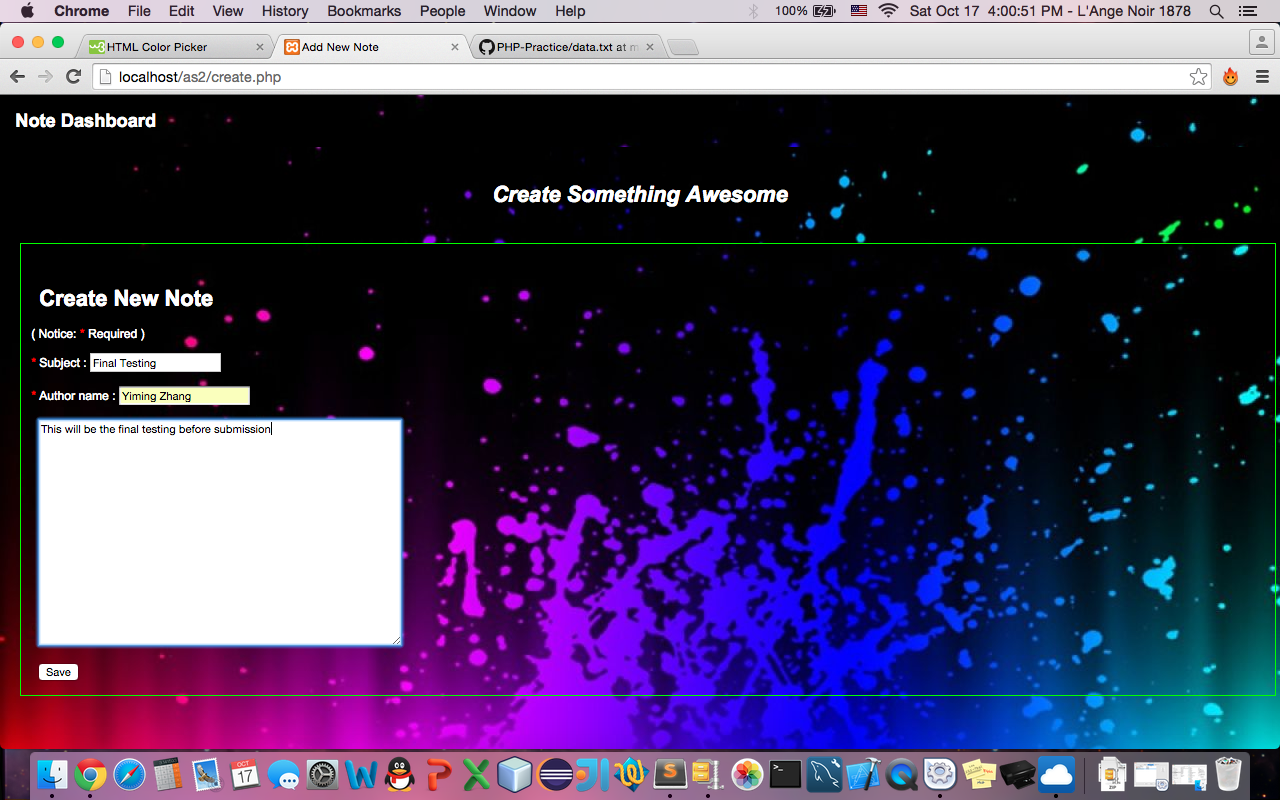 Chrome File Edit View History Bookmarks People Window Help 100% Sat Oct 17 4:00:51 PM - L'Ange Noir 1878
HTML Color Picker Add New Note PHP-Practice/data.txt at m
localhost/as2/create.php
Note Dashboard
Create Something Awesome
Create New Note
( Notice: * Required )
* Subject : Final Testing
* Author name : Yiming Zhang
This will be the final testing before submission
Save
OCT
17
ZIP